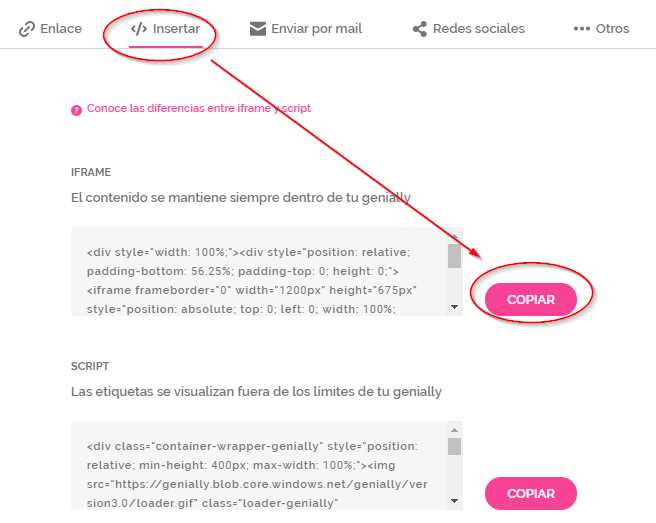 Enlace
Insertar
Enviar por mail
Redes sociales
Otros
? Conoce las diferencias entre iframe y script
IFRAME
El contenido se mantiene siempre dentro de tu genially
<div style="width: 100%;"><div style="position: relative;
padding-bottom: 56.25%; padding-top: 0; height: 0;">
<iframe frameborder="0" width="1200px" height="675px"
style="position: absolute; top: 0; left: 0; width: 100%;
COPIAR
SCRIPT
Las etiquetas se visualizan fuera de los limites de tu genially
<div class="container-wrapper-genially" style="position:
relative; min-height: 400px; max-width: 100%;"><img
src="https://genially.blob.core.windows.net/genially/ver
sion3.0/loader.gif" class="loader-genially"
COPIAR